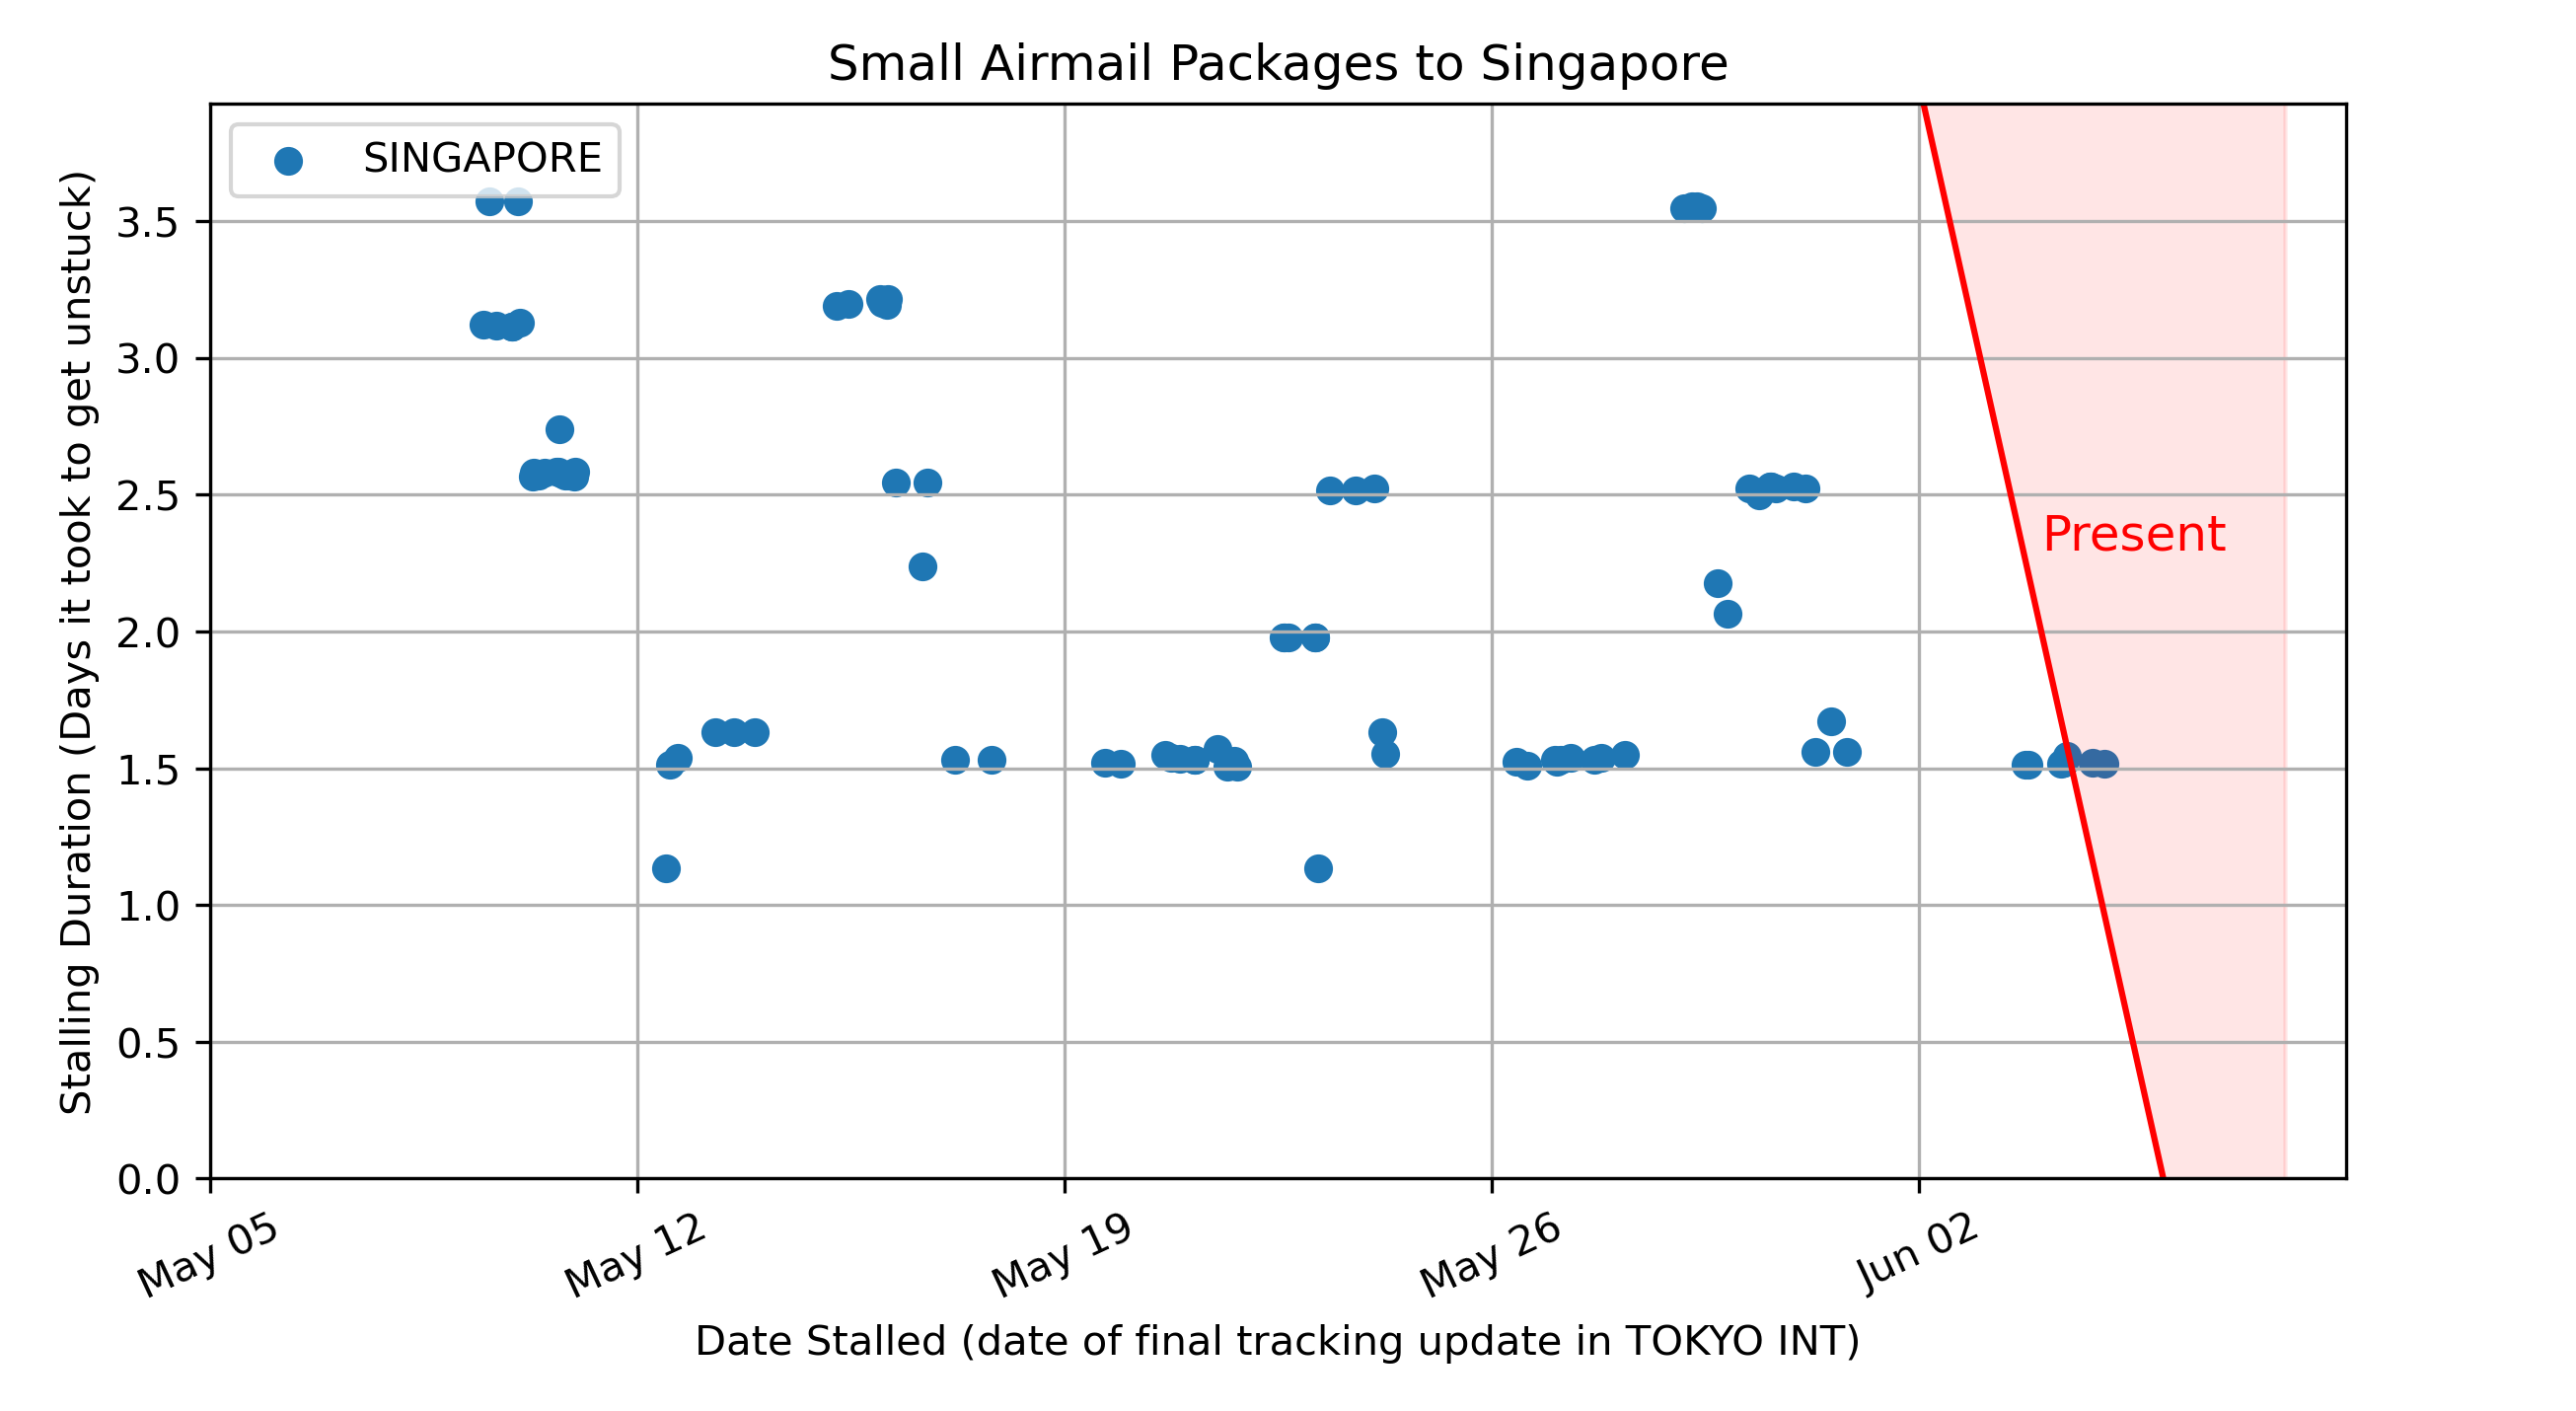 Small Airmail Packages to Singapore
SINGAPORE
Stalling Duration (Days it took to get unstuck)
3.5
3.0
2.5
2.0
1.5
1.0
0.5
0.0
Present
May 05
May 12
May 19
May 26
Jun 02
Date Stalled (date of final tracking update in TOKYO INT)